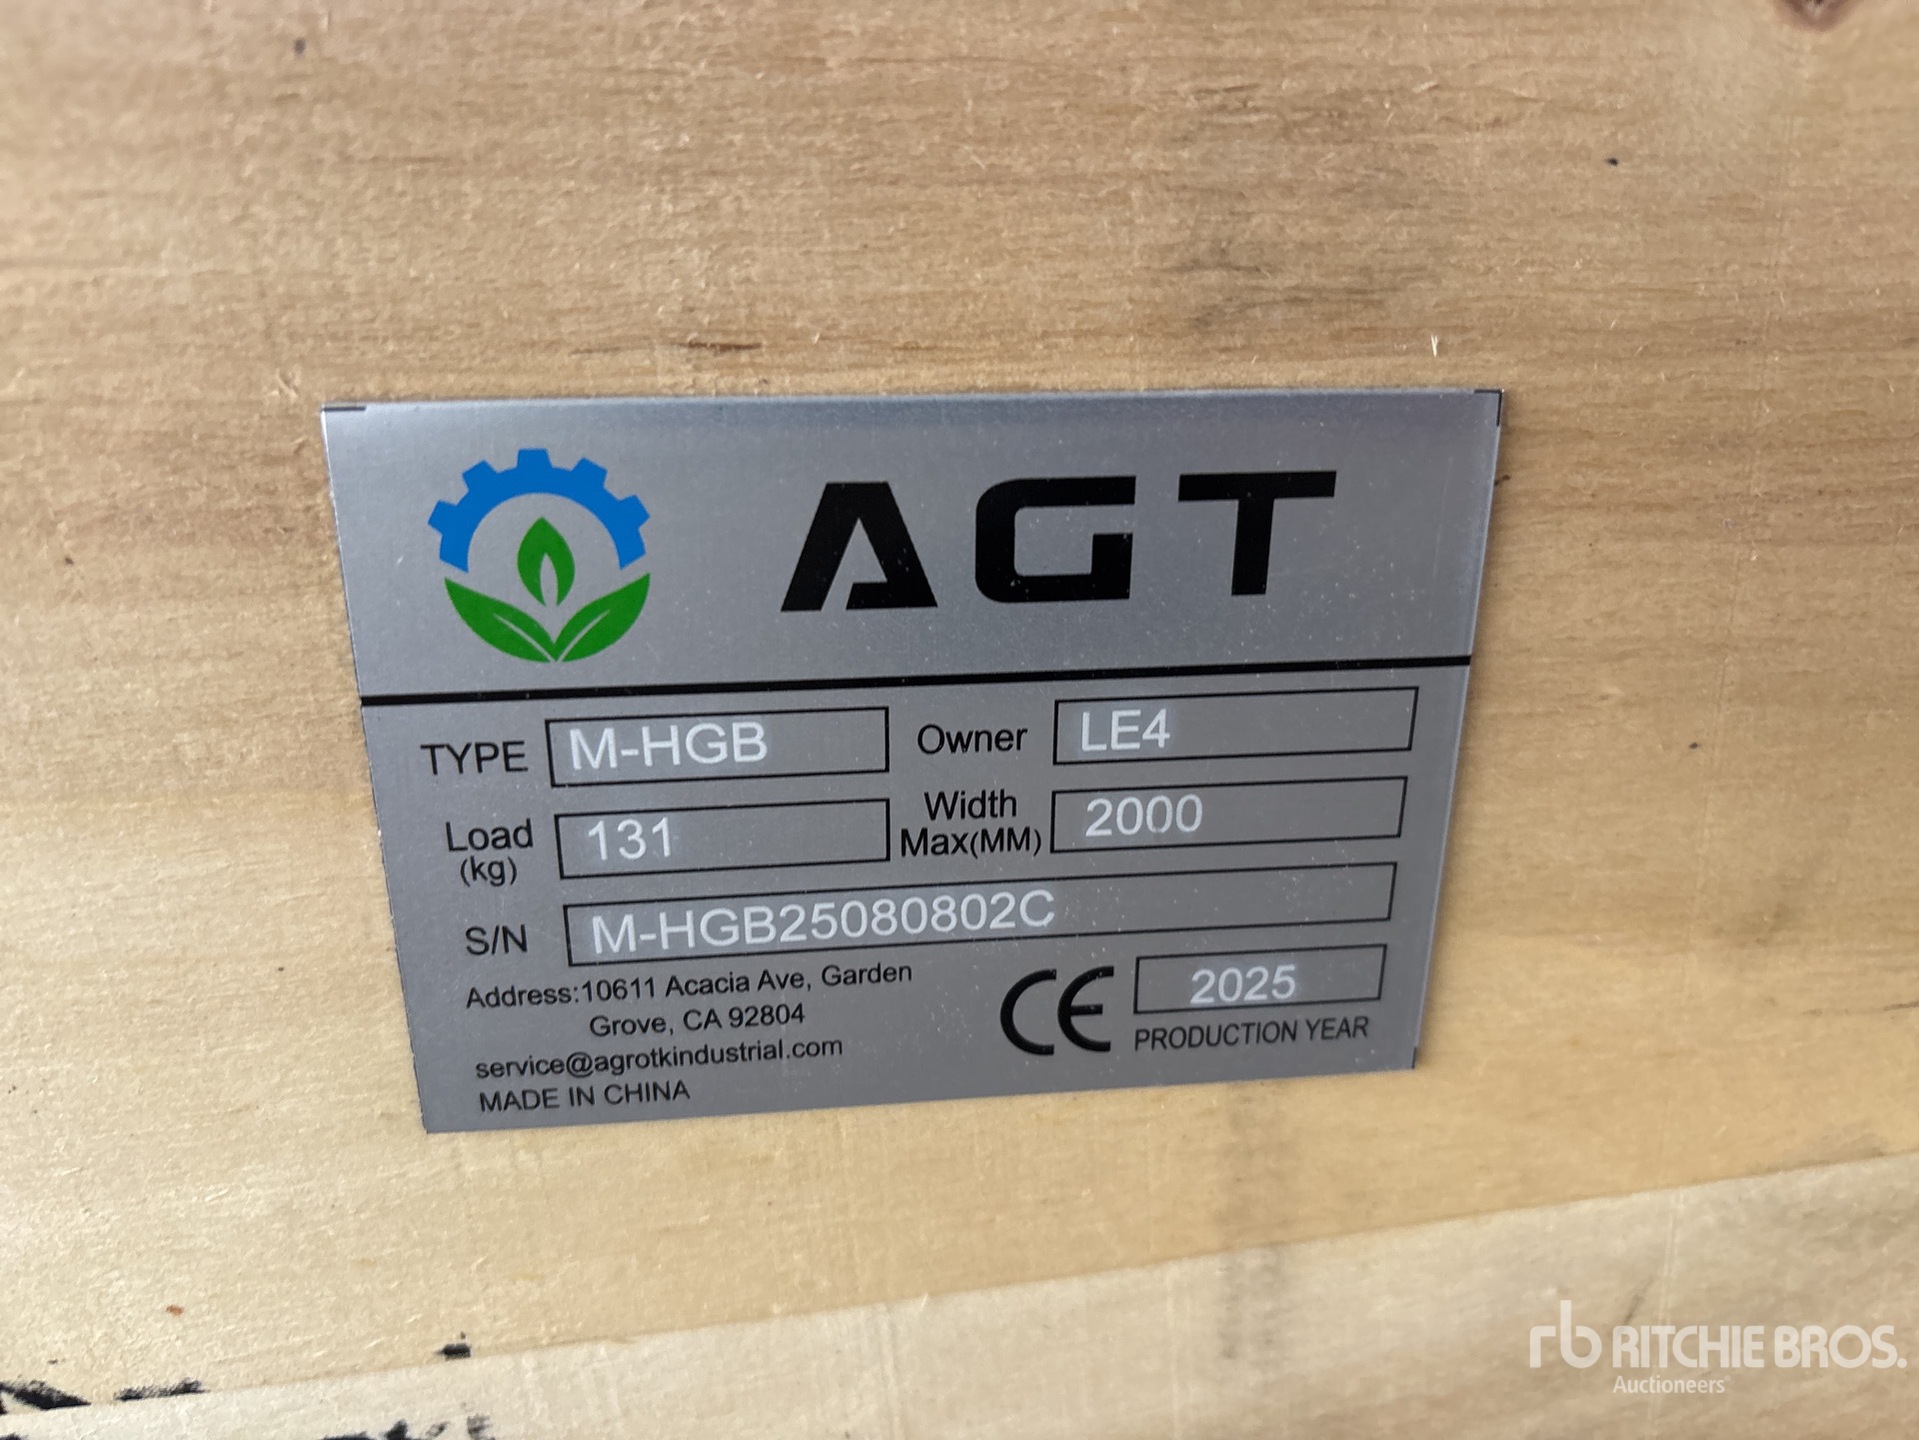 AGT
TYPE M-HGB Owner LE4
Load (kg) 131 Width Max(MM) 2000
S/N M-HGB25080802C
Address:10611 Acacia Ave, Garden
Grove, CA 92804
service@agrotkindustrial.com
MADE IN CHINA
CE 2025
PRODUCTION YEAR
rb RITCHIE BROS.
Auctioneers